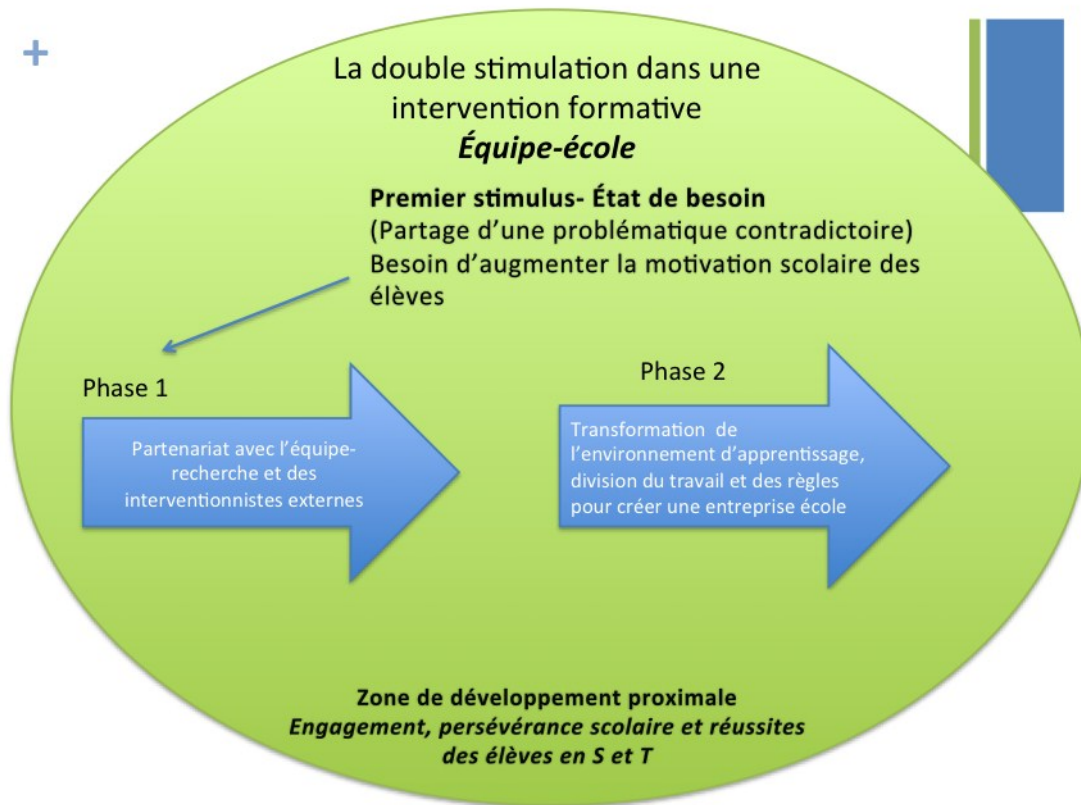 +
La double stimulation dans une
intervention formative
Équipe-école
Premier stimulus- État de besoin
(Partage d’une problématique contradictoire)
Besoin d’augmenter la motivation scolaire des
élèves
Phase 1
Partenariat avec l’équipe-
recherche et des
interventionnistes externes
Phase 2
Transformation de
l’environnement d’apprentissage,
division du travail et des règles
pour créer une entreprise école
Zone de développement proximale
Engagement, persévérance scolaire et réussites
des élèves en S et T